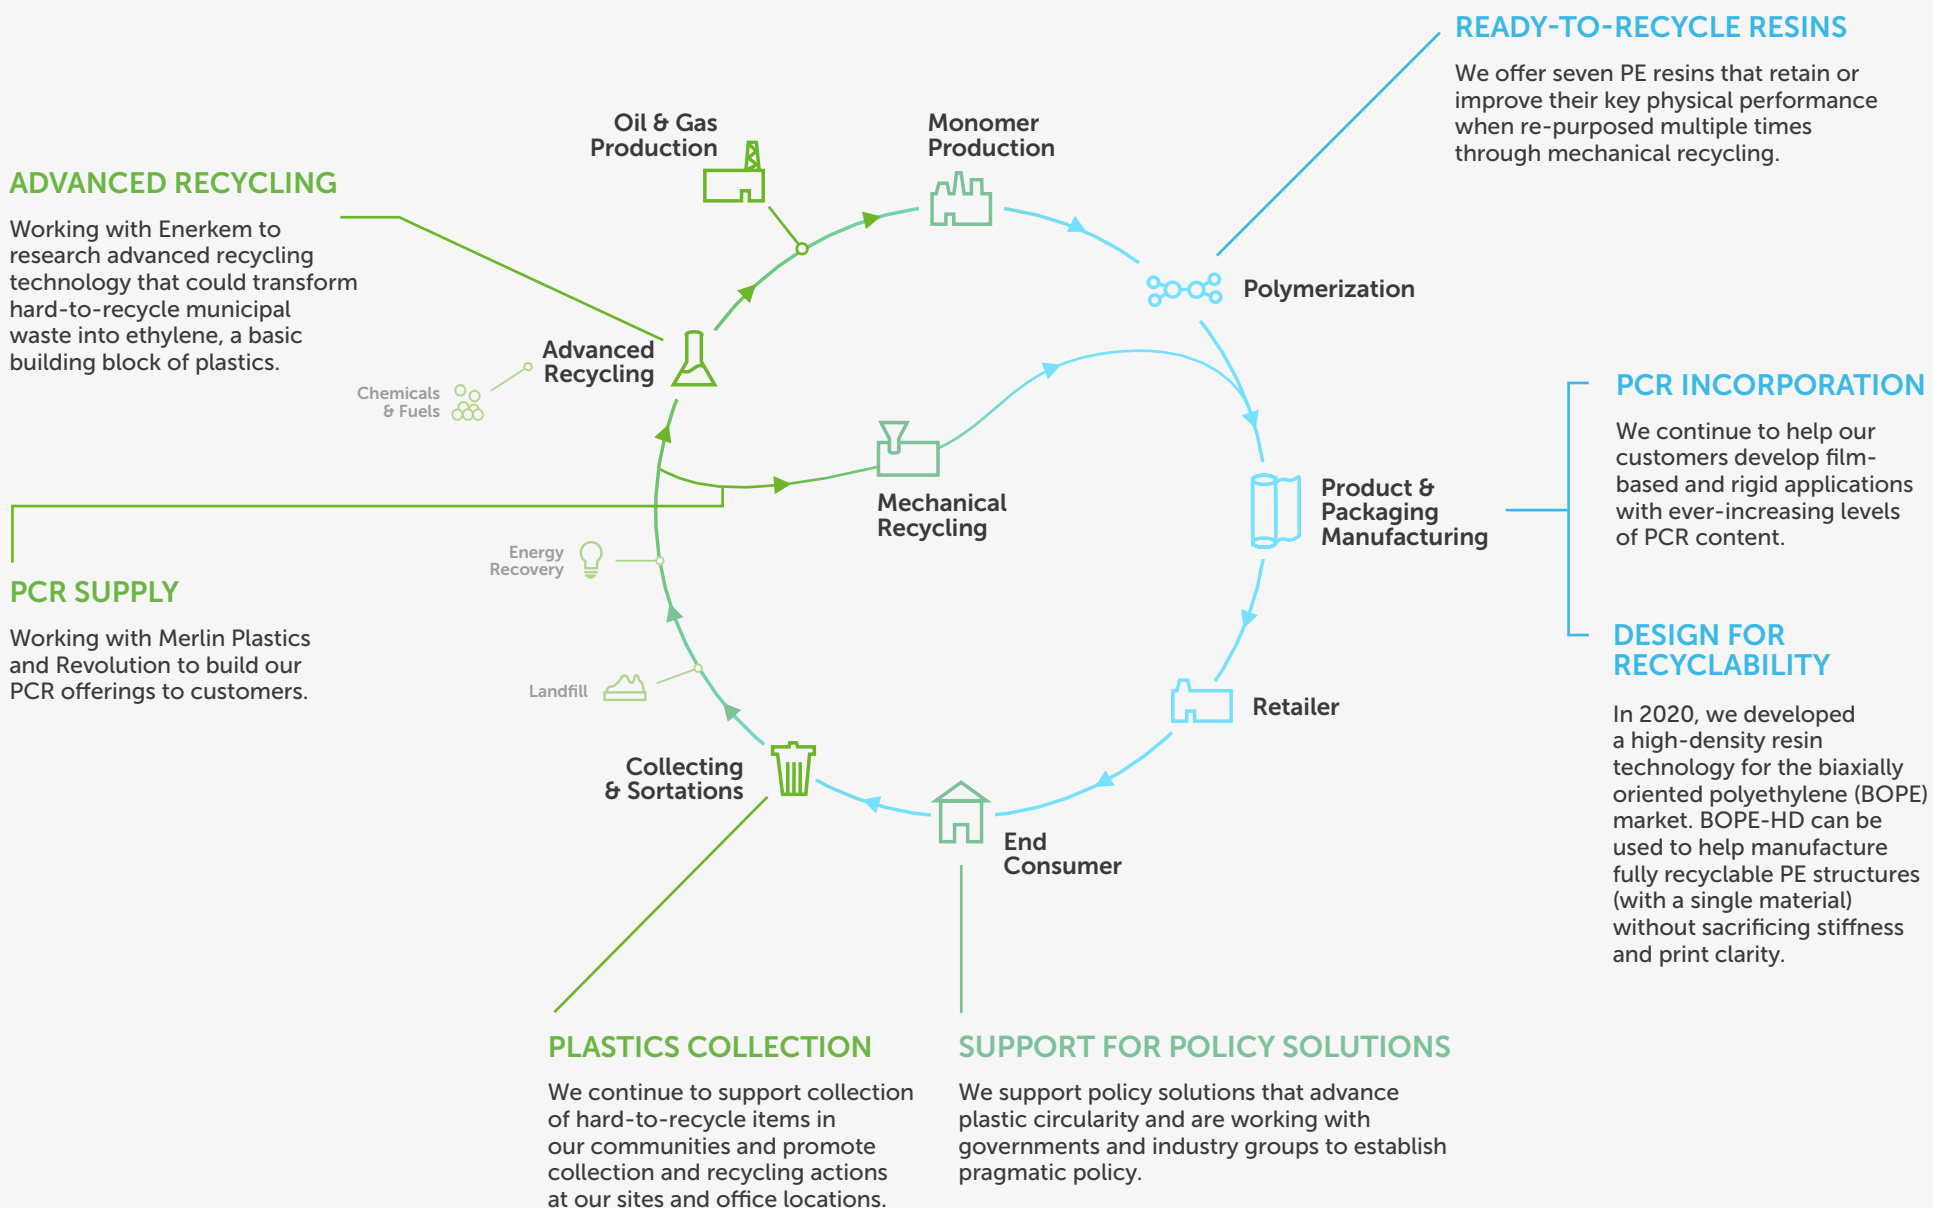 READY-TO-RECYCLE RESINS
We offer seven PE resins that retain or
improve their key physical performance
when re-purposed multiple times
through mechanical recycling.
Oil & Gas
Production
Monomer
Production
ADVANCED RECYCLING
Working with Enerkem to
research advanced recycling
technology that could transform
hard-to-recycle municipal
waste into ethylene, a basic
building block of plastics.
Polymerization
Advanced
Recycling
Chemicals
& Fuels
PCR INCORPORATION
We continue to help our
customers develop film-
based and rigid applications
with ever-increasing levels
of PCR content.
Mechanical
Recycling
Product &
Packaging
Manufacturing
Energy
Recovery
PCR SUPPLY
Working with Merlin Plastics
and Revolution to build our
PCR offerings to customers.
DESIGN FOR
RECYCLABILITY
In 2020, we developed
a high-density resin
technology for the biaxially
oriented polyethylene (BOPE)
market. BOPE-HD can be
used to help manufacture
fully recyclable PE structures
(with a single material)
without sacrificing stiffness
and print clarity.
Landfill
Retailer
Collecting
& Sortations
End
Consumer
PLASTICS COLLECTION
We continue to support collection
of hard-to-recycle items in
our communities and promote
collection and recycling actions
at our sites and office locations.
SUPPORT FOR POLICY SOLUTIONS
We support policy solutions that advance
plastic circularity and are working with
governments and industry groups to establish
pragmatic policy.